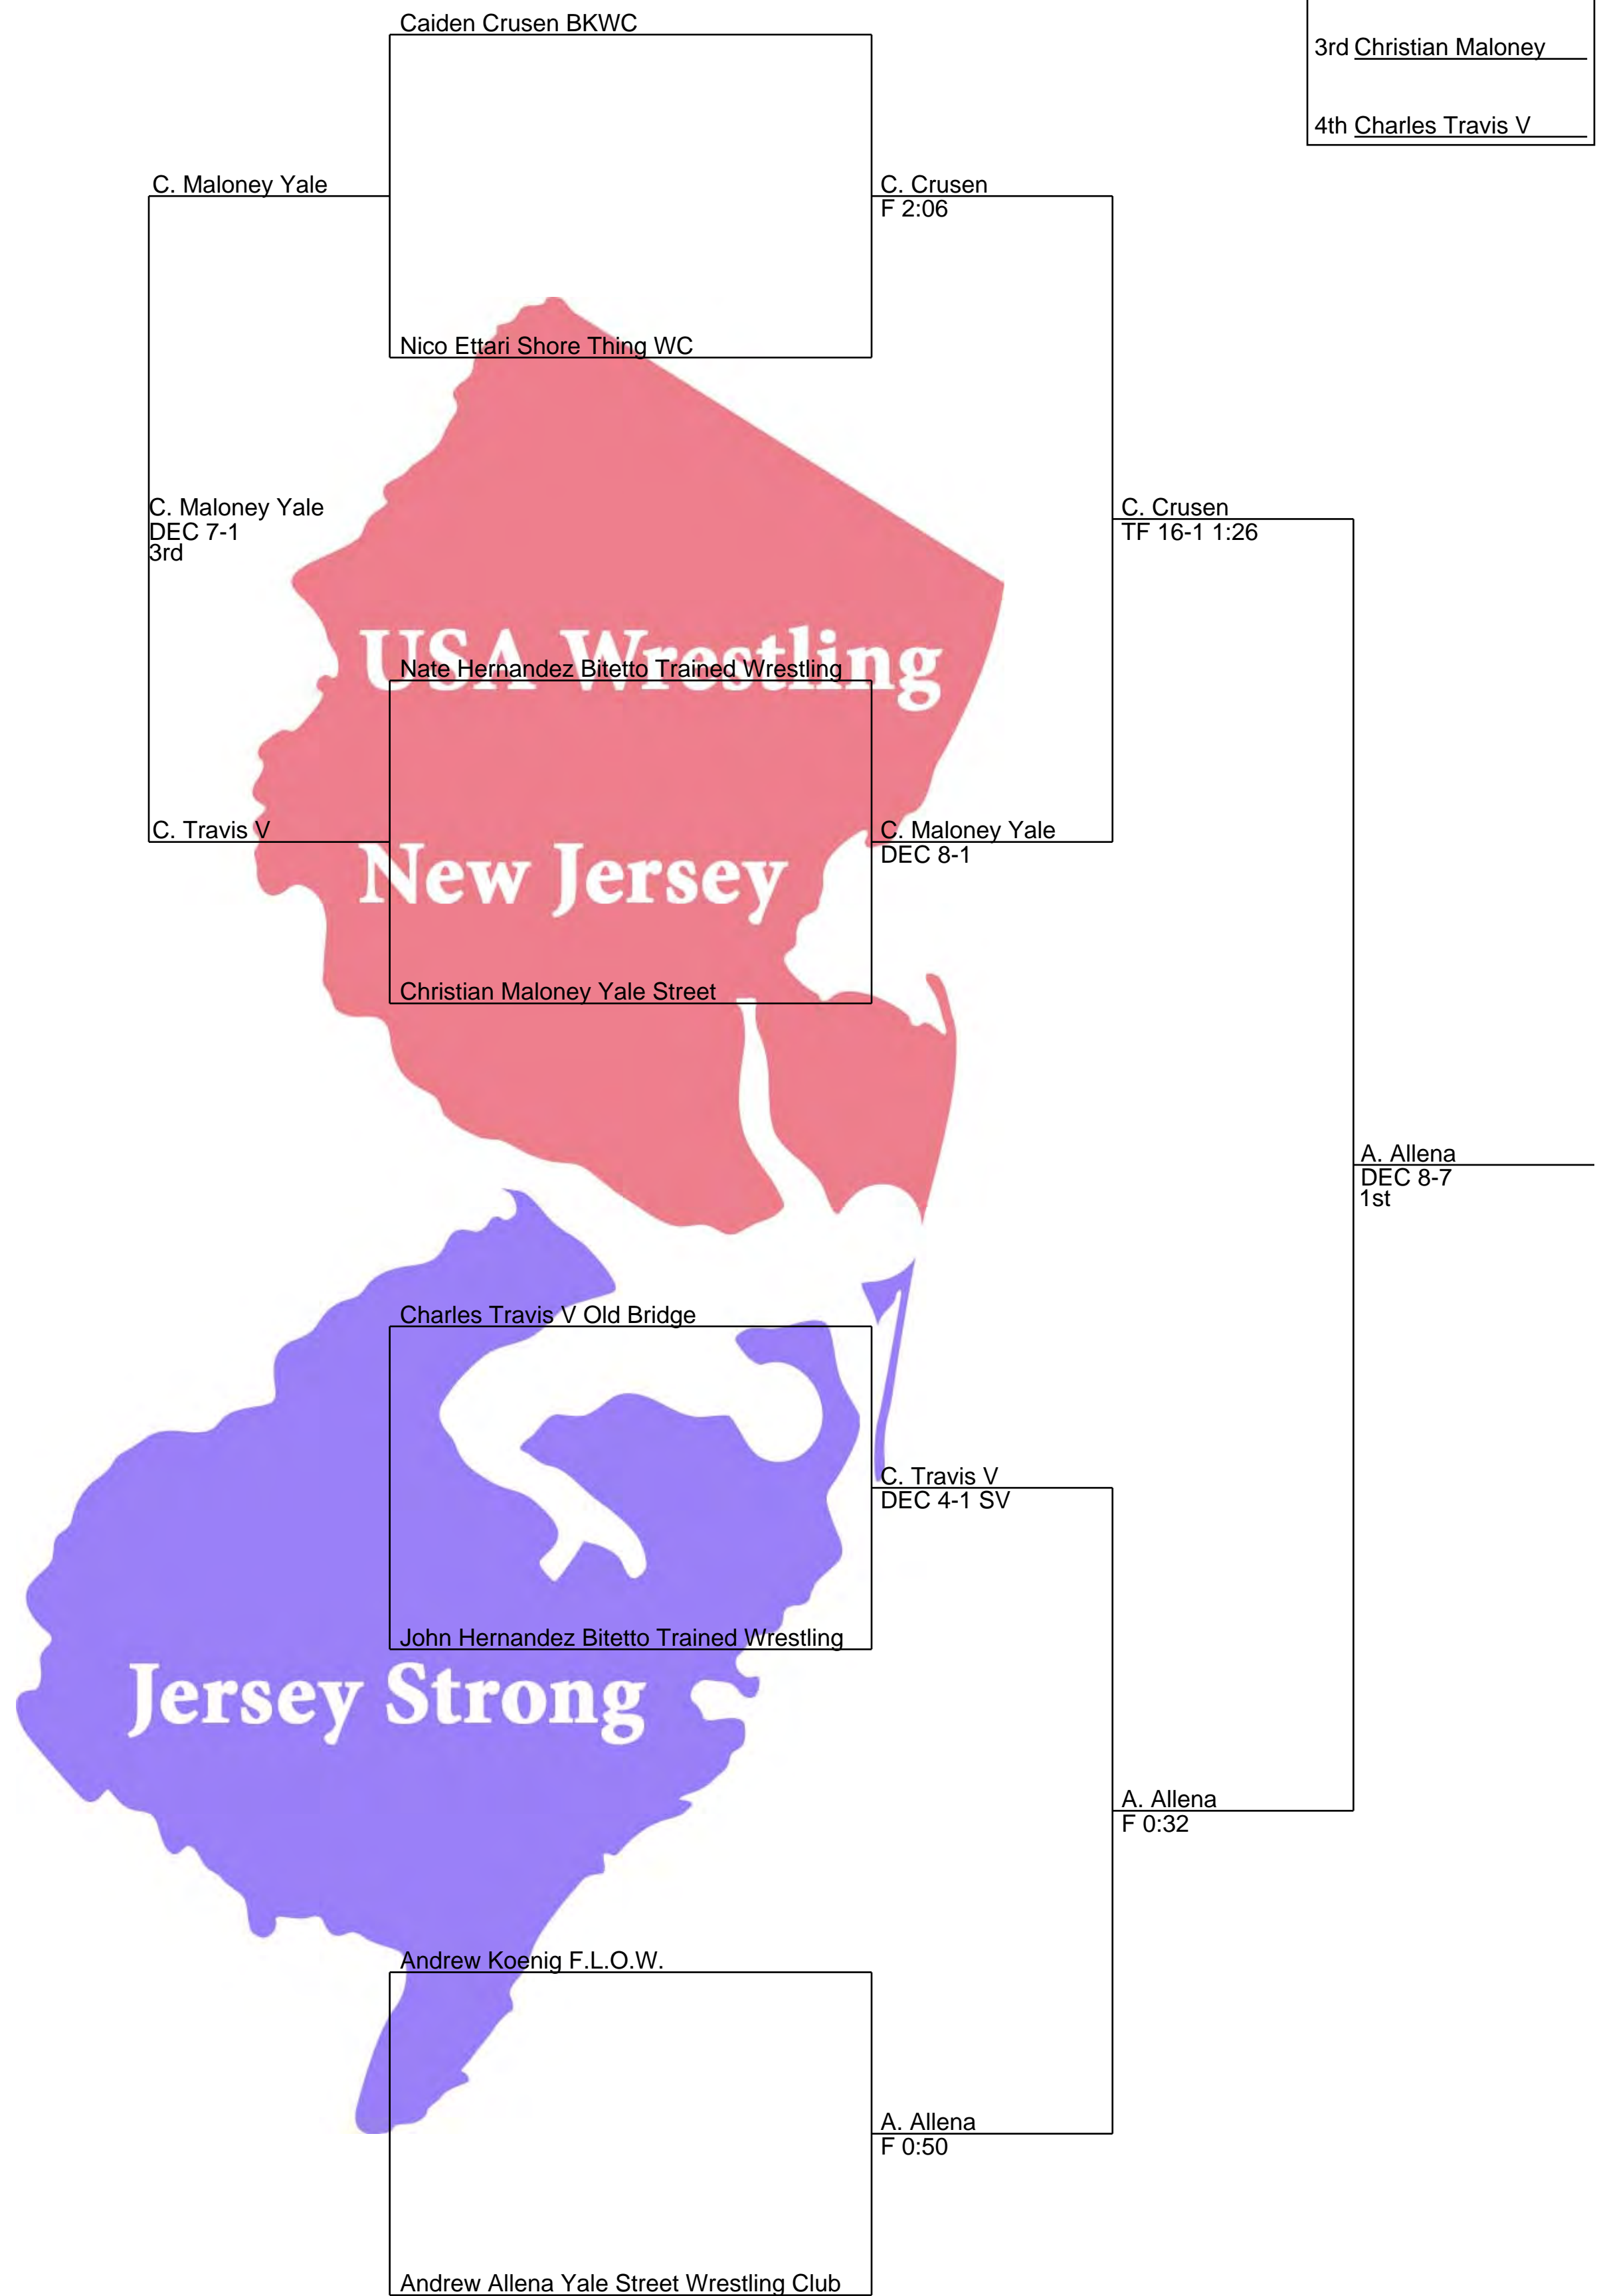 Caiden Crusen BKWC
3rd Christian Maloney
4th Charles Travis V
C. Maloney Yale
C. Crusen
F 2:06
Nico Ettari Shore Thing WC
C. Maloney Yale
DEC 7-1
3rd
C. Crusen
TF 16-1 1:26
USA Wrestling
Nate Hernandez Bitetto Trained Wrestling
C. Travis V
C. Maloney Yale
DEC 8-1
New Jersey
Christian Maloney Yale Street
A. Allena
DEC 8-7
1st
Charles Travis V Old Bridge
C. Travis V
DEC 4-1 SV
John Hernandez Bitetto Trained Wrestling
Jersey Strong
A. Allena
F 0:32
Andrew Koenig F.L.O.W.
A. Allena
F 0:50
Andrew Allena Yale Street Wrestling Club